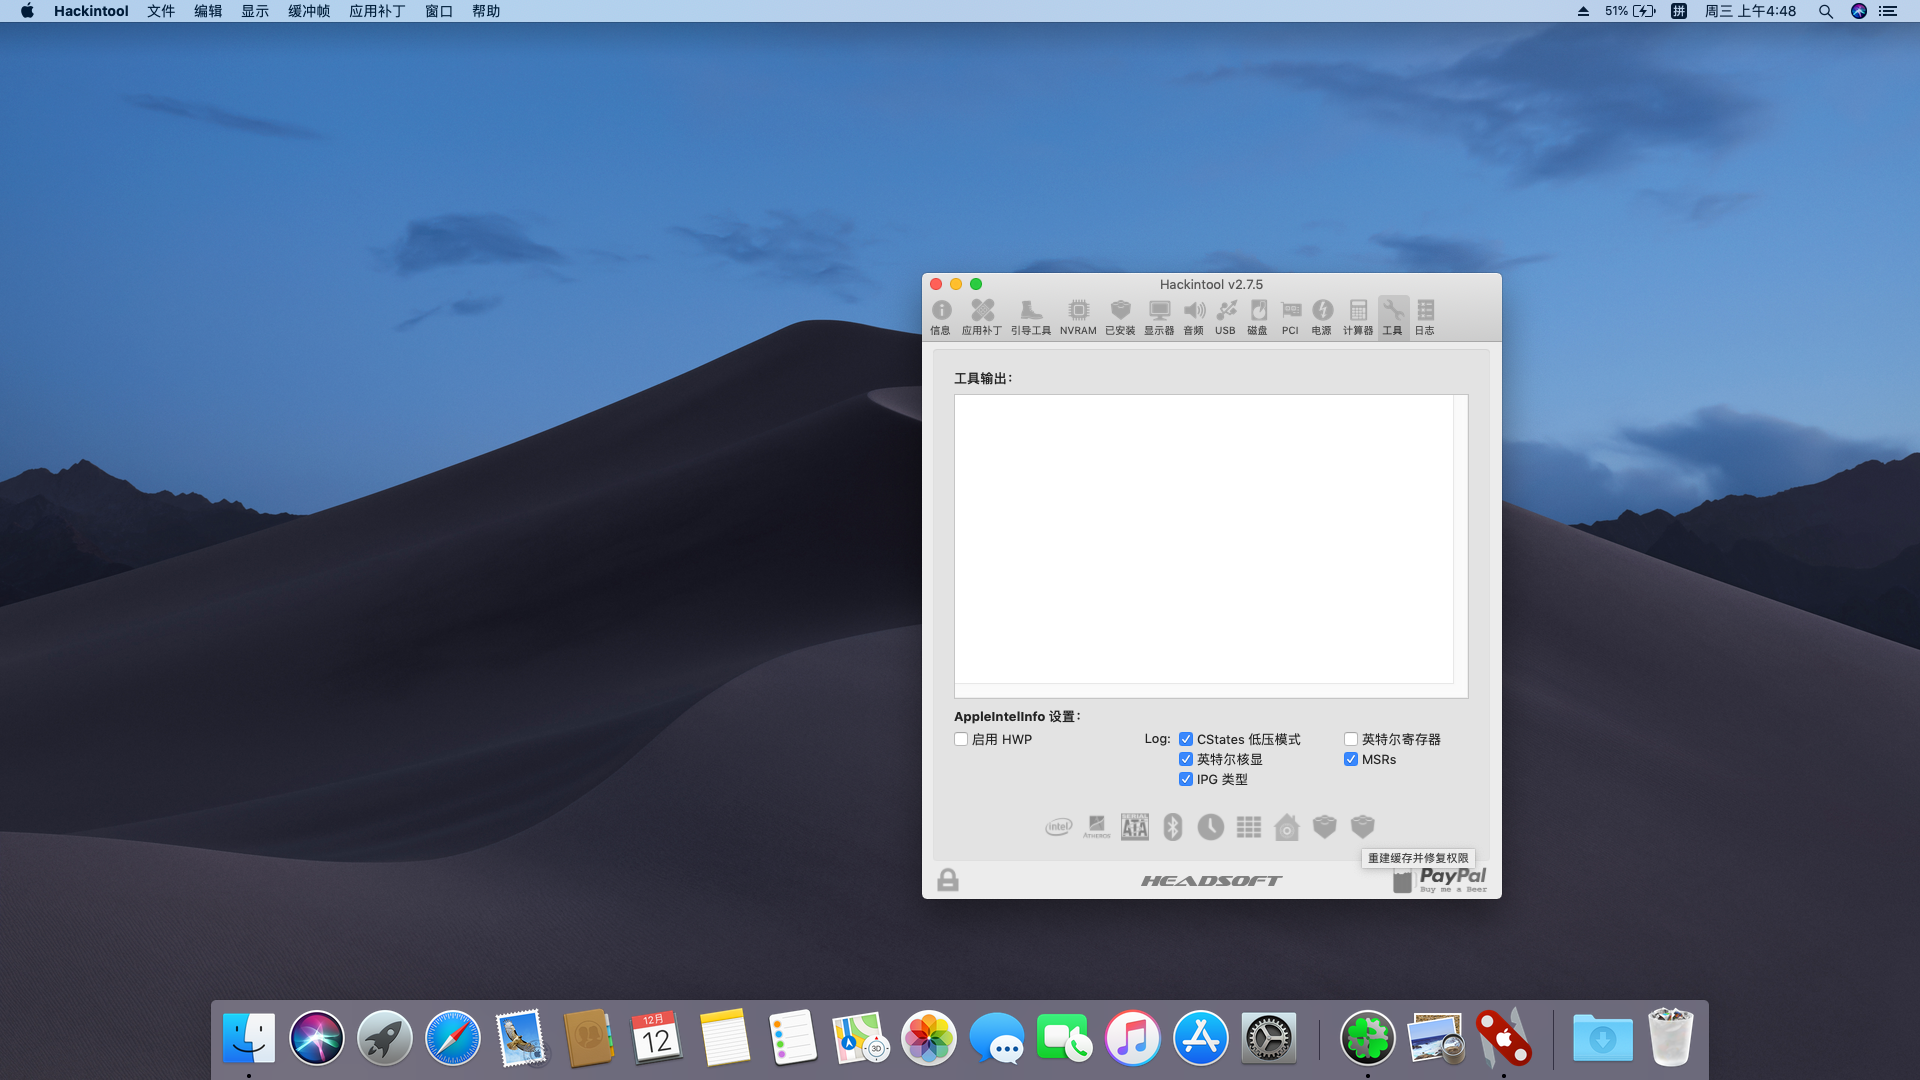 Hackintool 文件 编辑 显示 缓冲帧 应用补丁 窗口 帮助 51% 拼 周三 上午4:48
Hackintool v2.7.5
信息 应用补丁 引导工具 NVRAM 已安装 显示器 音频 USB 磁盘 PCI 电源 计算器 工具 日志
工具输出：
AppleIntelInfo 设置：
启用 HWP Log: CStates 低压模式 英特尔寄存器
英特尔核显 MSRs
IPG 类型
intel ATHEROS SERIAL ATA
重建缓存并修复权限
HEADSOFT PayPal
Buy me a Beer
12月
12
3D